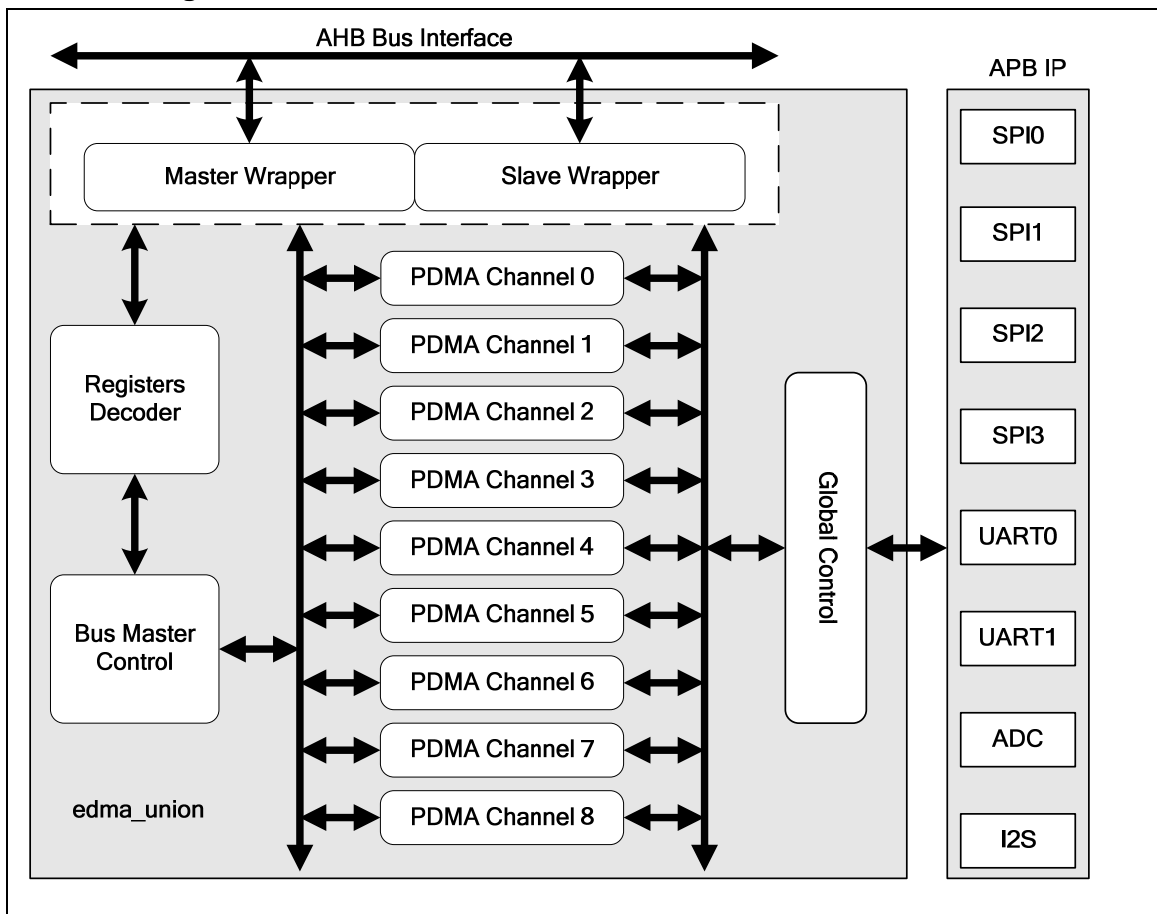 AHB Bus Interface
APB IP
Master Wrapper
Slave Wrapper
Registers
Decoder
Bus Master
Control
edma_union
PDMA Channel 0
PDMA Channel 1
PDMA Channel 2
PDMA Channel 3
PDMA Channel 4
PDMA Channel 5
PDMA Channel 6
PDMA Channel 7
PDMA Channel 8
Global Control
SPI0
SPI1
SPI2
SPI3
UART0
UART1
ADC
I2S